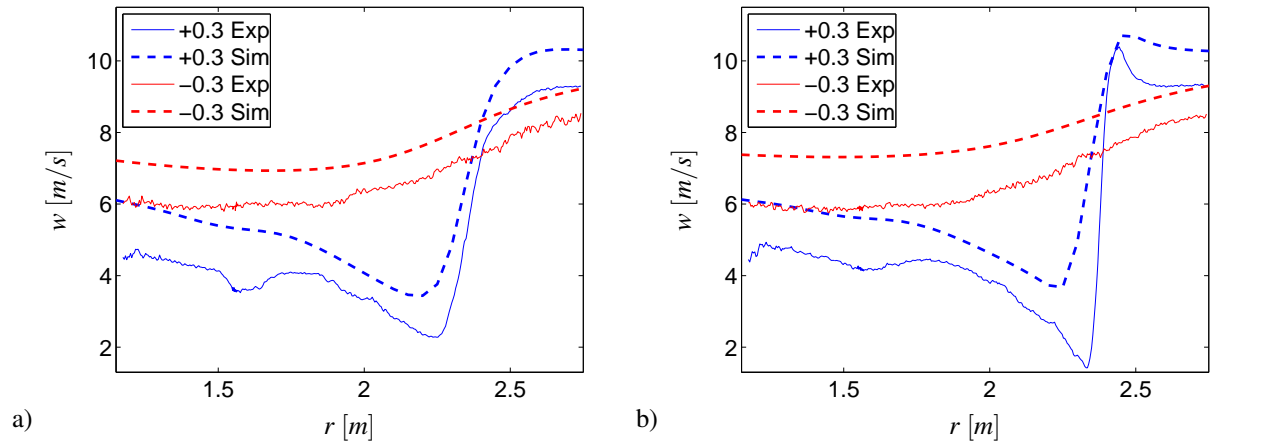 +0.3 Exp
+0.3 Sim
−0.3 Exp
−0.3 Sim
10
8
6
4
2
w [m/s]
1.5 2 2.5
r [m]
a)
+0.3 Exp
+0.3 Sim
−0.3 Exp
−0.3 Sim
10
8
6
4
2
w [m/s]
1.5 2 2.5
r [m]
b)